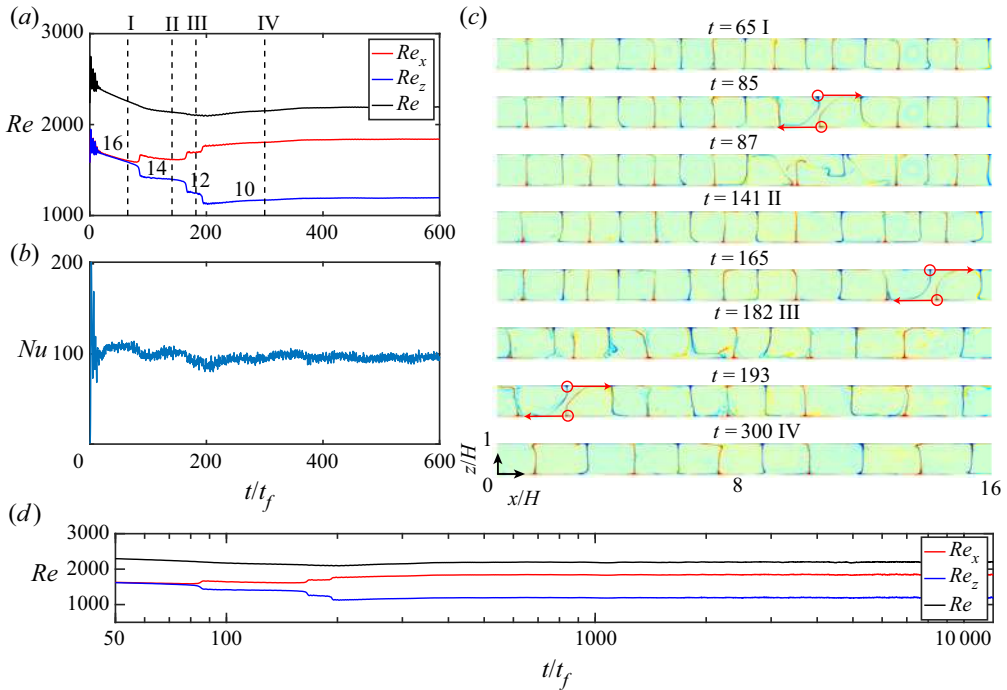 (a)
I II III IV
3000
Re_x
Re_z
Re
Re
2000
16
14
12
10
1000
0 200 400 600
(b)
200
Nu
100
0
0 200 400 600
t/t_f
(c)
t = 65 I
t = 85
t = 87
t = 141 II
t = 165
t = 182 III
t = 193
t = 300 IV
1
z/H
0
x/H
8
16
(d)
3000
Re
2000
1000
Re_x
Re_z
Re
50 100 1000 10 000
t/t_f